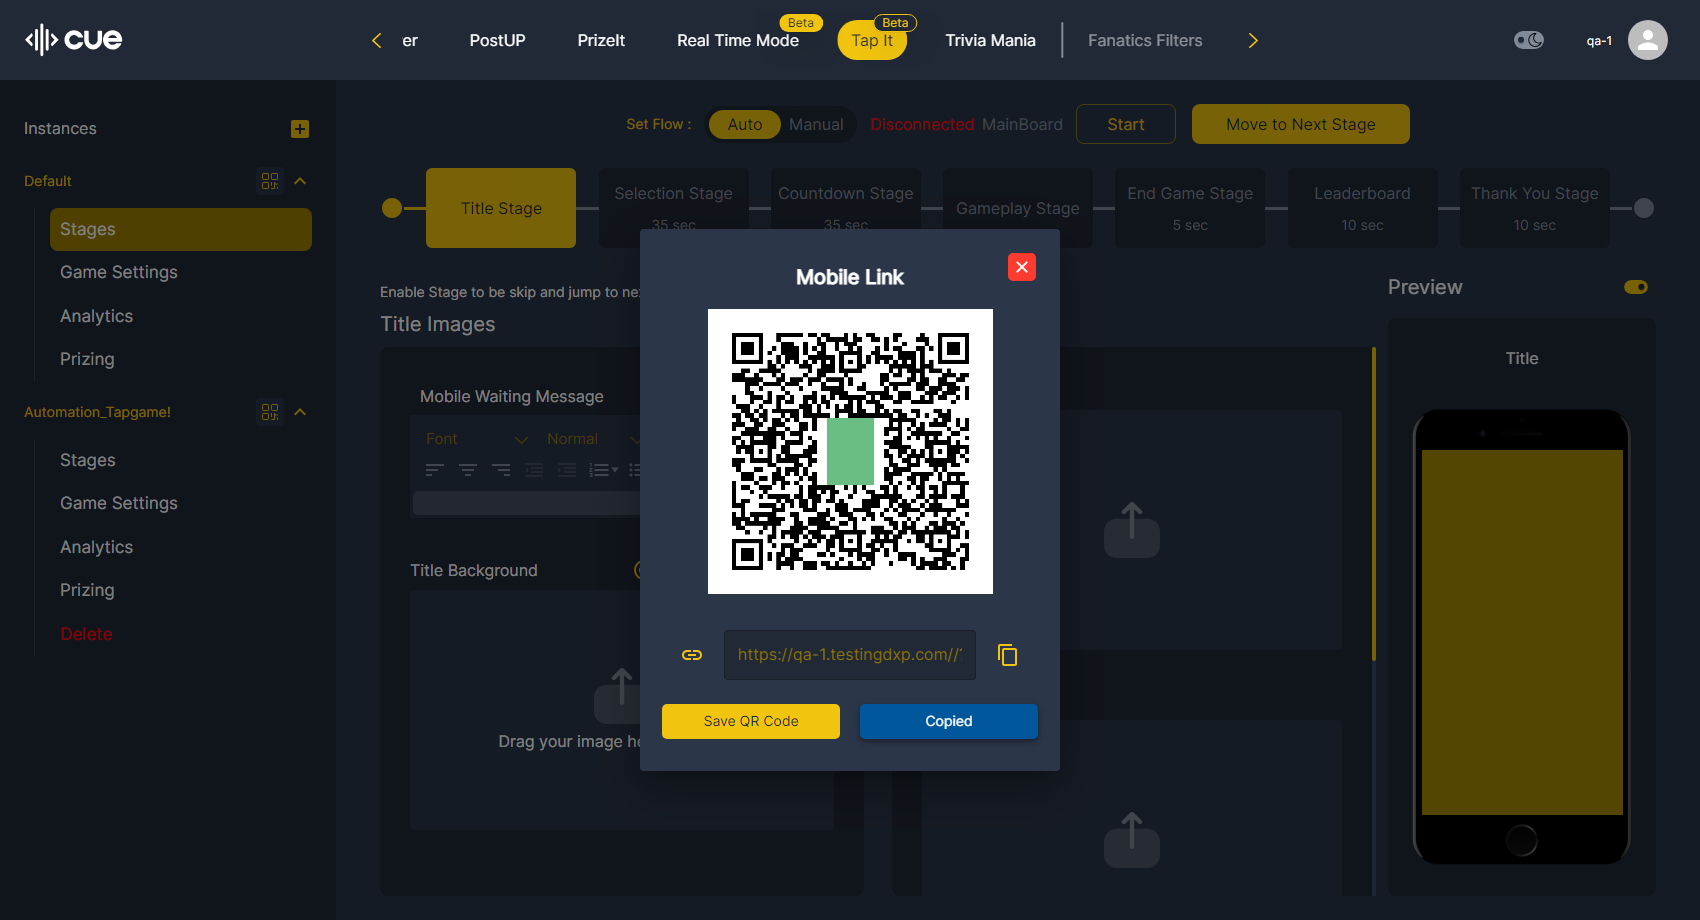 cue
er
PostUP
PrizeIt
Real Time Mode
Beta
Tap It
Beta
Trivia Mania
Fanatics Filters
qa-1
Instances
Default
Stages
Game Settings
Analytics
Prizing
Automation_Tapgame!
Stages
Game Settings
Analytics
Prizing
Delete
Set Flow :
Auto
Manual
Disconnected MainBoard
Start
Move to Next Stage
Title Stage
Selection Stage
35 sec
Countdown Stage
35 sec
Gameplay Stage
End Game Stage
5 sec
Leaderboard
10 sec
Thank You Stage
10 sec
Enable Stage to be skip and jump to ne
Title Images
Mobile Waiting Message
Font
Normal
Title Background
Drag your image he
Mobile Link
https://qa-1.testingdxp.com//
Save QR Code
Copied
Preview
Title